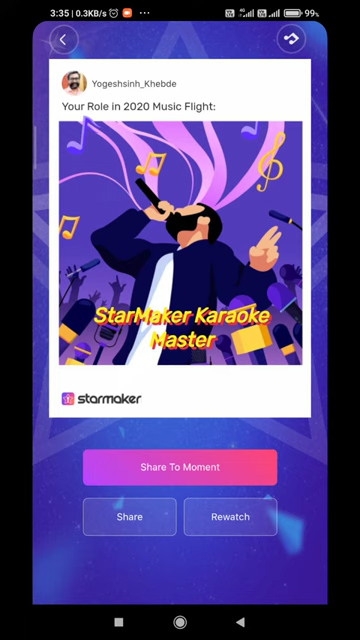 3:35 | 0.3KB/s
99%
Yogeshsinh_Khebde
Your Role in 2020 Music Flight:
StarMaker Karaoke
Master
starmaker
Share To Moment
Share
Rewatch